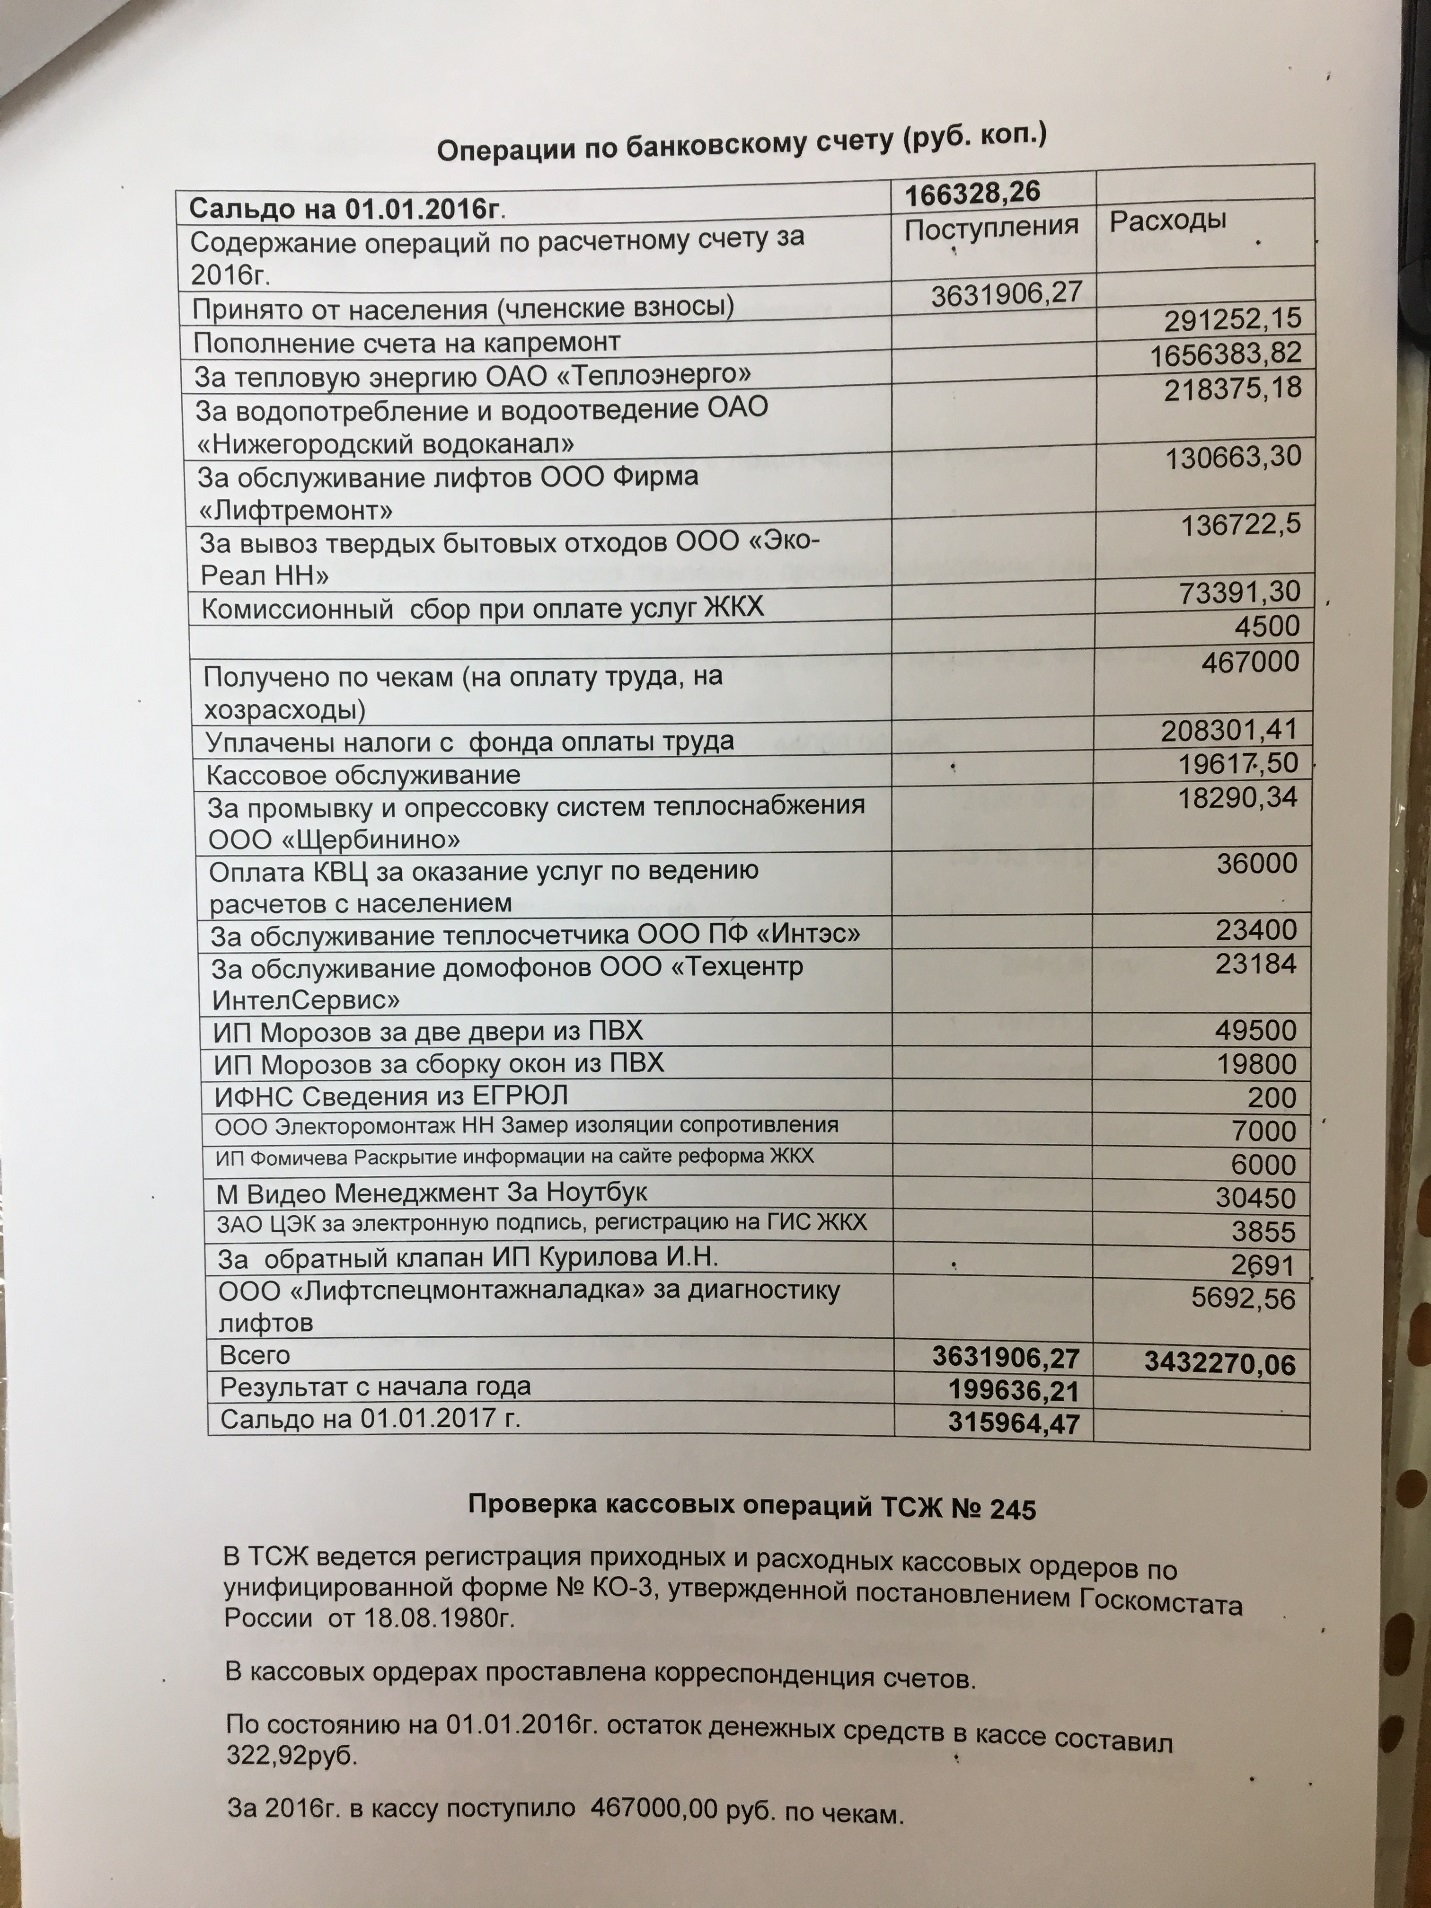 Операции по банковскому счету (руб. коп.)
Сальдо на 01.01.2016г. 166328,26
Содержание операций по расчетному счету за Поступления Расходы
2016г.
Принято от населения (членские взносы) 3631906,27
Пополнение счета на капремонт 291252,15
За тепловую энергию ОАО «Теплоэнерго» 1656383,82
За водопотребление и водоотведение ОАО 218375,18
«Нижегородский водоканал»
За обслуживание лифтов ООО Фирма 130663,30
«Лифтремонт»
За вывоз твердых бытовых отходов ООО «Эко- 136722,5
Реал НН»
Комиссионный сбор при оплате услуг ЖКХ 73391,30
4500
Получено по чекам (на оплату труда, на 467000
хозрасходы)
Уплачены налоги с фонда оплаты труда 208301,41
Кассовое обслуживание 19617,50
За промывку и опрессовку систем теплоснабжения 18290,34
ООО «Щербинино»
Оплата КВЦ за оказание услуг по ведению 36000
расчетов с населением
За обслуживание теплосчетчика ООО ПФ «Интэс» 23400
За обслуживание домофонов ООО «Техцентр 23184
ИнтелСервис»
ИП Морозов за две двери из ПВХ 49500
ИП Морозов за сборку окон из ПВХ 19800
ИФНС Сведения из ЕГРЮЛ 200
ООО Электоромонтаж НН Замер изоляции сопротивления 7000
ИП Фомичева Раскрытие информации на сайте реформа ЖКХ 6000
М Видео Менеджмент За Ноутбук 30450
ЗАО ЦЭК за электронную подпись, регистрацию на ГИС ЖКХ 3855
За обратный клапан ИП Курилова И.Н. 2691
ООО «Лифтспецмонтажналадка» за диагностику 5692,56
лифтов
Всего 3631906,27 3432270,06
Результат с начала года 199636,21
Сальдо на 01.01.2017 г. 315964,47
Проверка кассовых операций ТСЖ № 245
В ТСЖ ведется регистрация приходных и расходных кассовых ордеров по
унифицированной форме № КО-3, утвержденной постановлением Госкомстата
России от 18.08.1980г.
В кассовых ордерах проставлена корреспонденция счетов.
По состоянию на 01.01.2016г. остаток денежных средств в кассе составил
322,92руб.
За 2016г. в кассу поступило 467000,00 руб. по чекам.